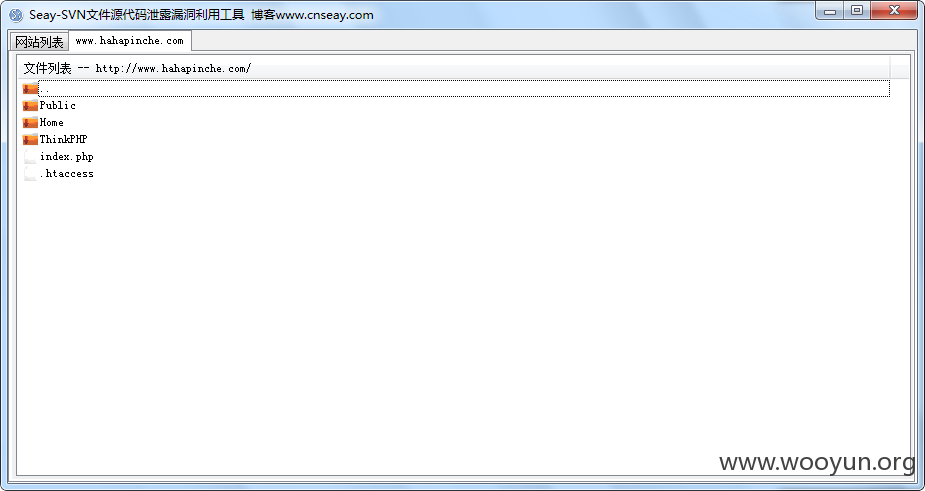 Seay-SVN文件源代码泄露漏洞利用工具 博客www.cnseay.com
网站列表 www.hahapinche.com
文件列表 -- http://www.hahapinche.com/
..
Public
Home
ThinkPHP
index.php
.htaccess
www.wooyun.org